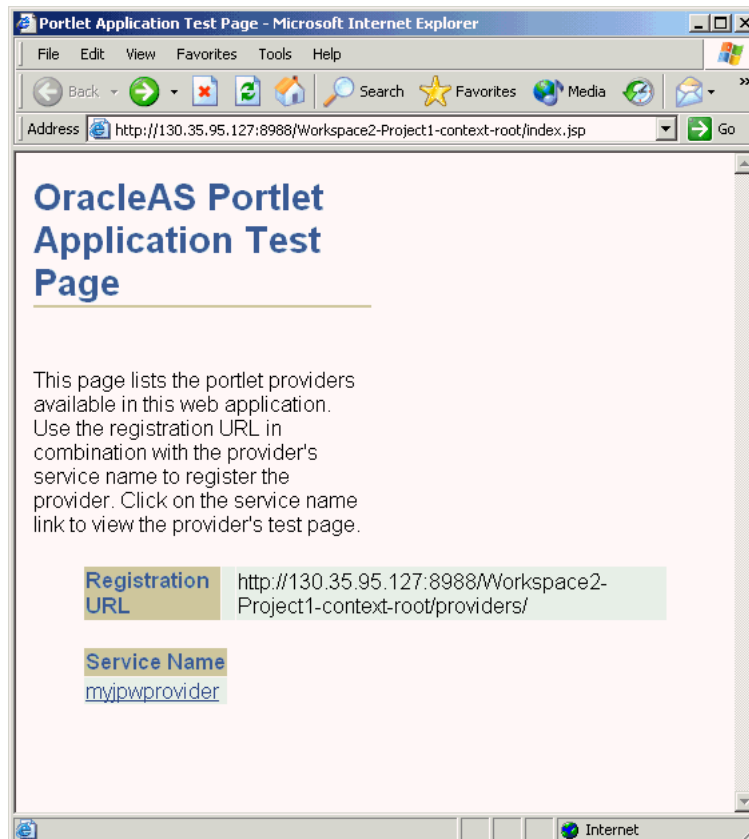 Portlet Application Test Page - Microsoft Internet Explorer
File Edit View Favorites Tools Help
Back Search Favorites Media
Address http://130.35.95.127:8988/Workspace2-Project1-context-root/index.jsp Go
OracleAS Portlet
Application Test
Page
This page lists the portlet providers
available in this web application.
Use the registration URL in
combination with the provider's
service name to register the
provider. Click on the service name
link to view the provider's test page.
Registration
URL
http://130.35.95.127:8988/Workspace2-
Project1-context-root/providers/
Service Name
myjpwprovider
Internet